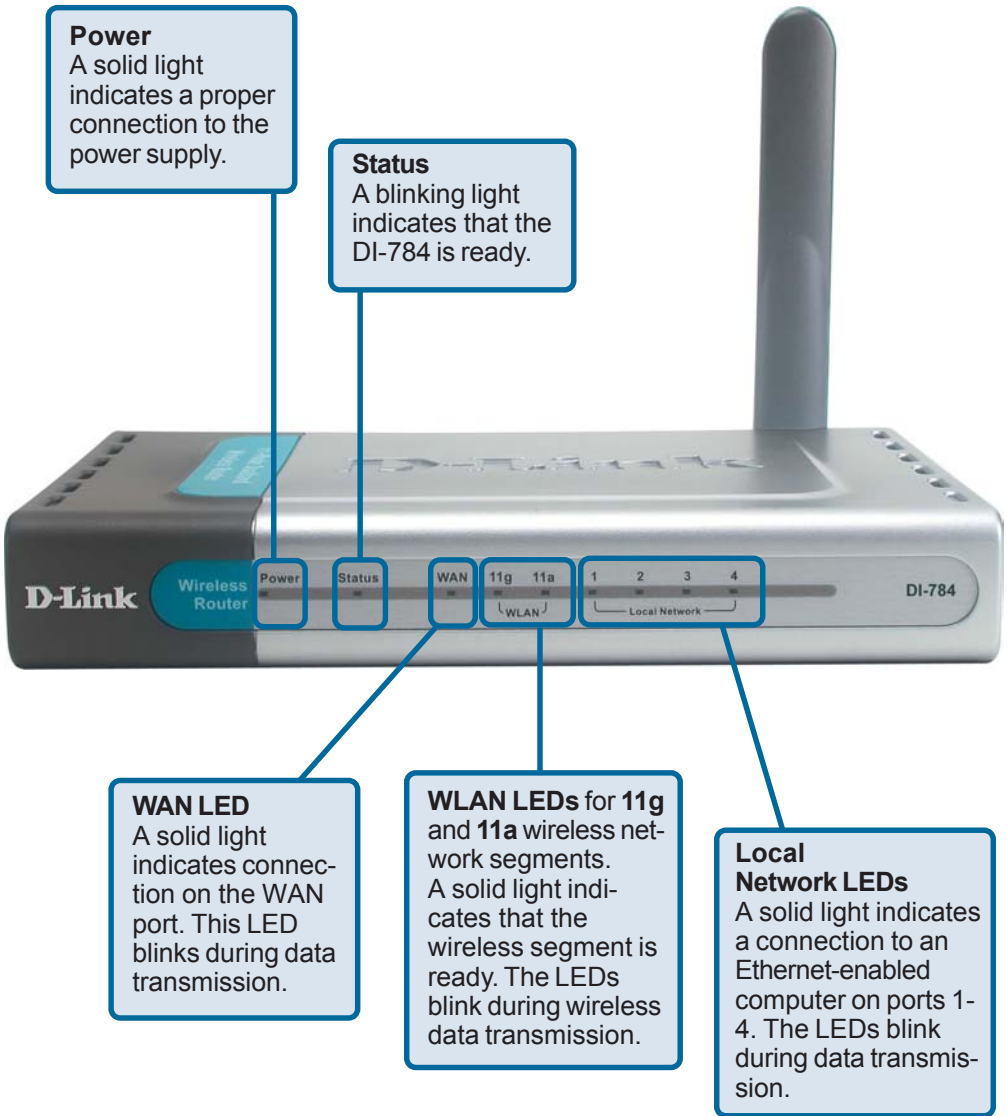 Power
A solid light
indicates a proper
connection to the
power supply.
Status
A blinking light
indicates that the
DI-784 is ready.
D-Link
D-Link
Wireless
Router
Power
Status
WAN
11g 11a
WLAN
1 2 3 4
Local Network
DI-784
WAN LED
A solid light
indicates connec-
tion on the WAN
port. This LED
blinks during data
transmission.
WLAN LEDs for 11g
and 11a wireless net-
work segments.
A solid light indi-
cates that the
wireless segment is
ready. The LEDs
blink during wireless
data transmission.
Local
Network LEDs
A solid light indicates
a connection to an
Ethernet-enabled
computer on ports 1-
4. The LEDs blink
during data transmis-
sion.